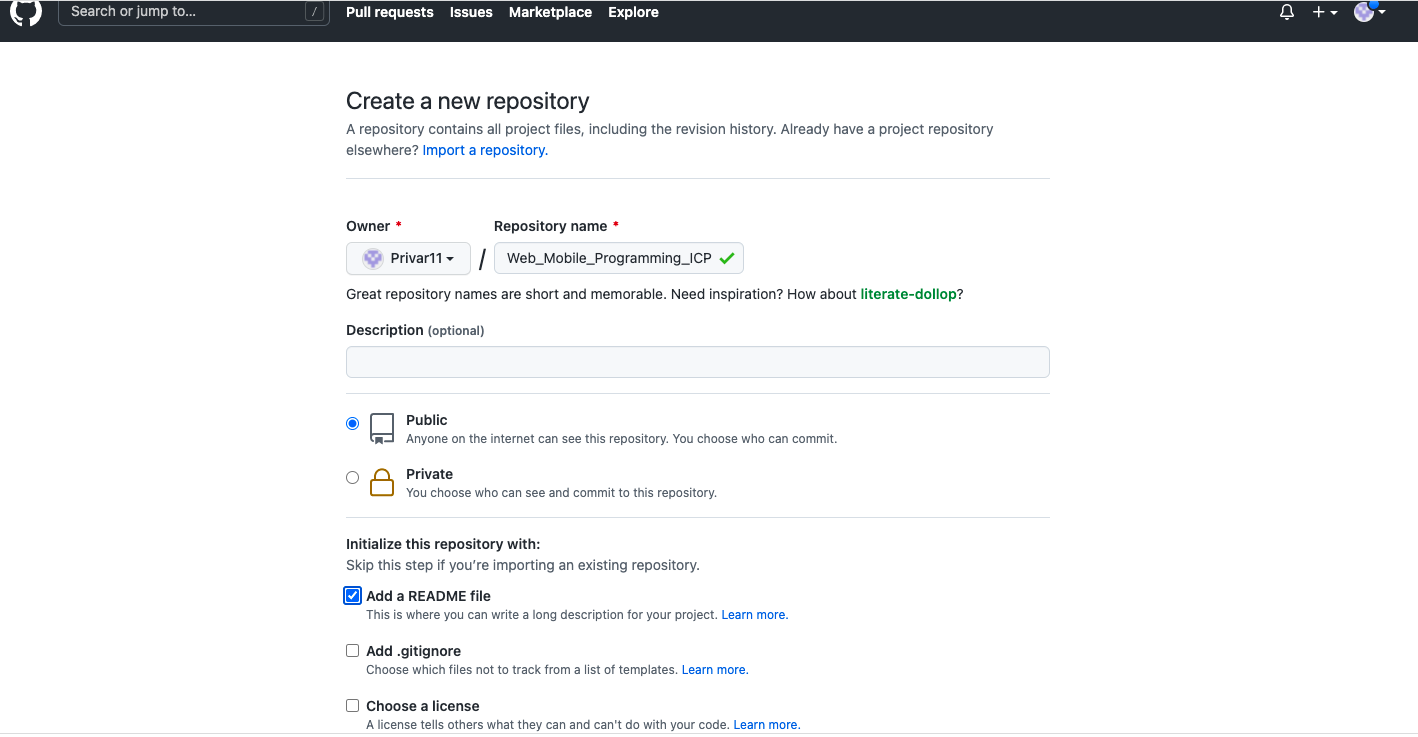 Search or jump to... /
Pull requests Issues Marketplace Explore
Create a new repository
A repository contains all project files, including the revision history. Already have a project repository
elsewhere? Import a repository.
Owner * Repository name *
Privar11 / Web_Mobile_Programming_ICP
Great repository names are short and memorable. Need inspiration? How about literate-dollop?
Description (optional)
Public
Anyone on the internet can see this repository. You choose who can commit.
Private
You choose who can see and commit to this repository.
Initialize this repository with:
Skip this step if you’re importing an existing repository.
Add a README file
This is where you can write a long description for your project. Learn more.
Add .gitignore
Choose which files not to track from a list of templates. Learn more.
Choose a license
A license tells others what they can and can't do with your code. Learn more.